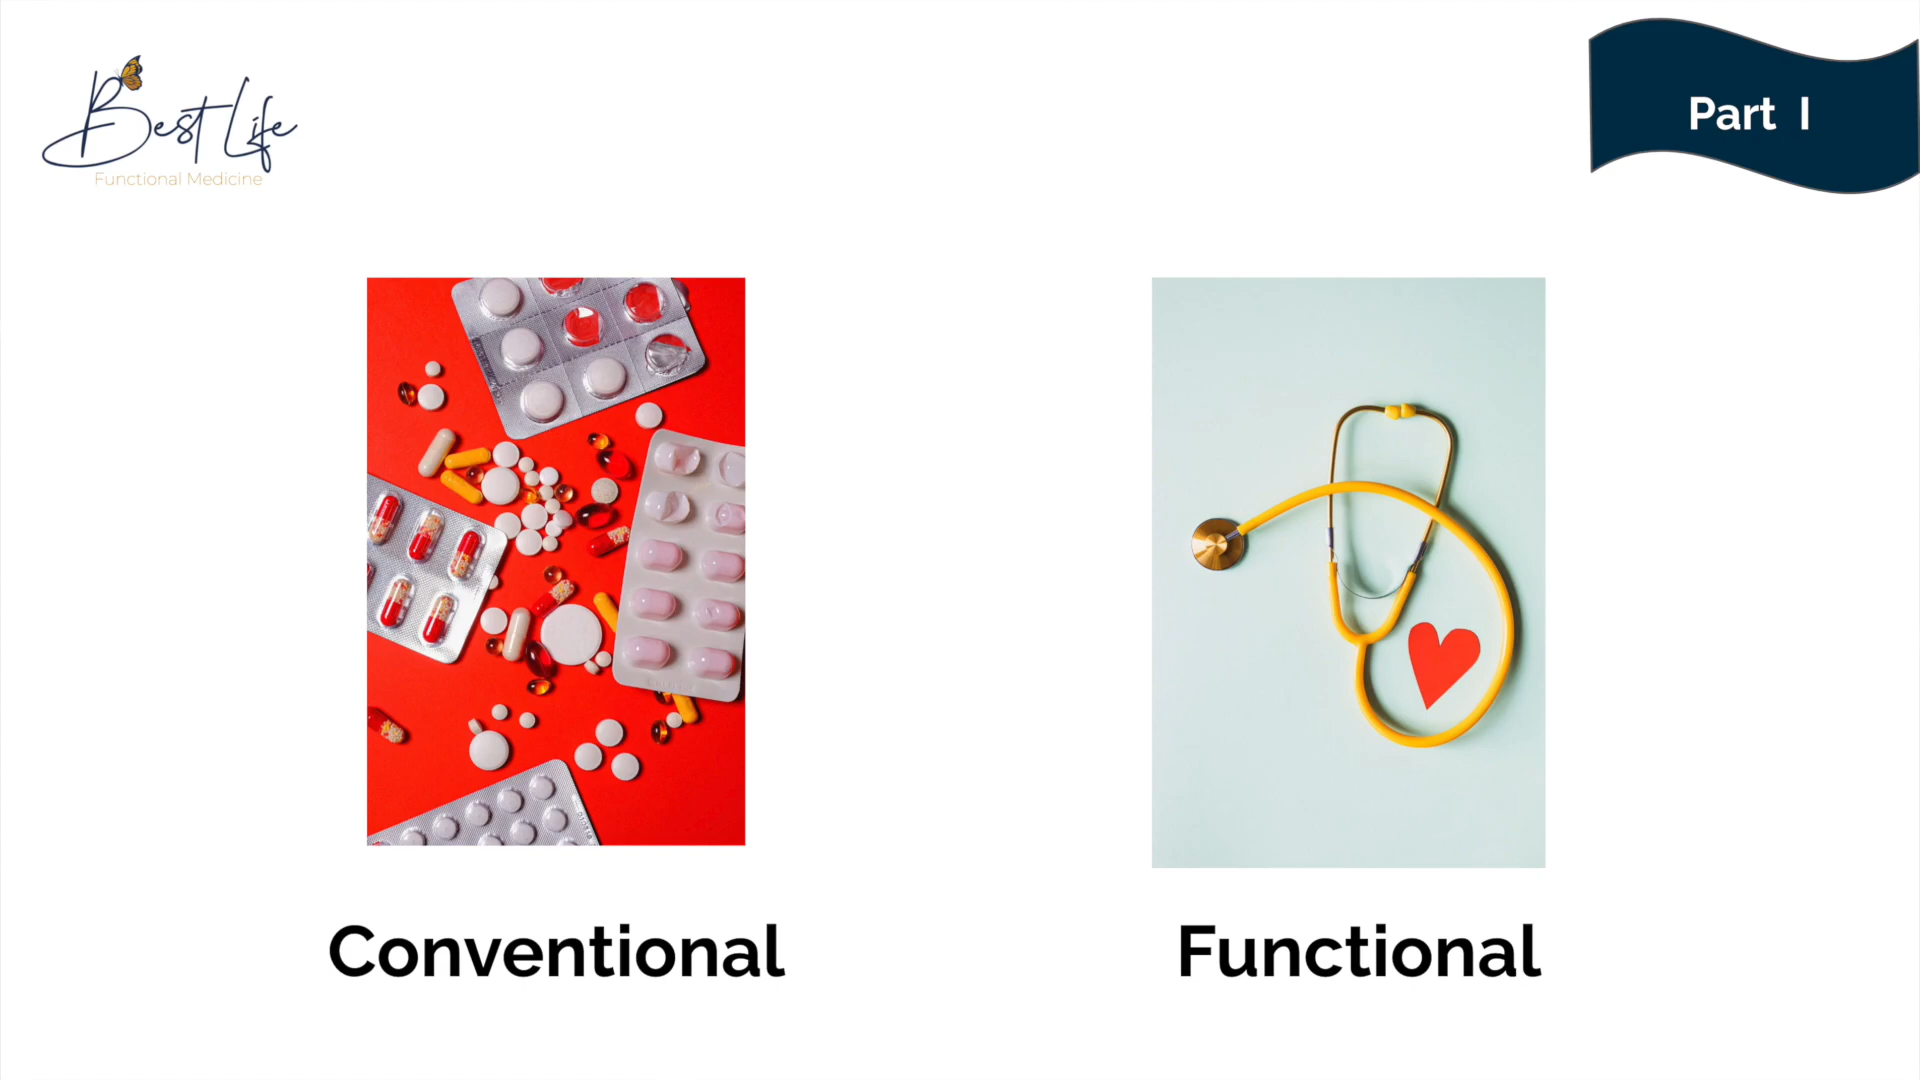 Best Life
Functional Medicine
Part I
Conventional
Functional